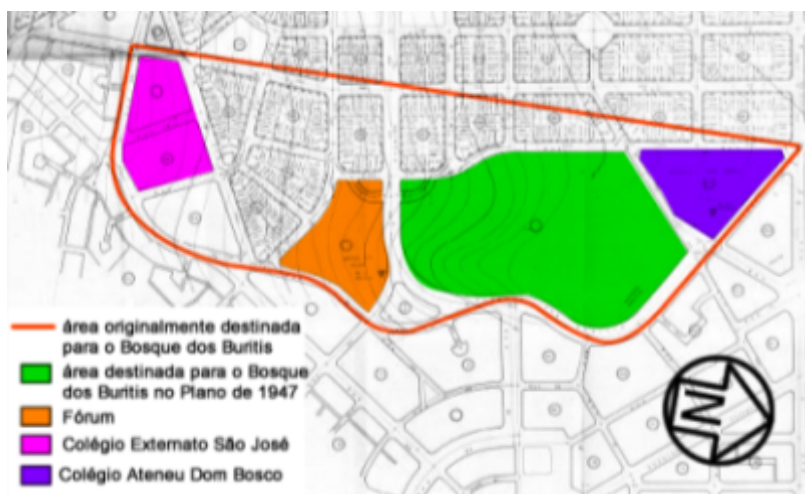 área originalmente destinada
para o Bosque dos Buritis
área destinada para o Bosque
dos Buritis no Plano de 1947
Fórum
Colégio Externato São José
Colégio Ateneu Dom Bosco
N